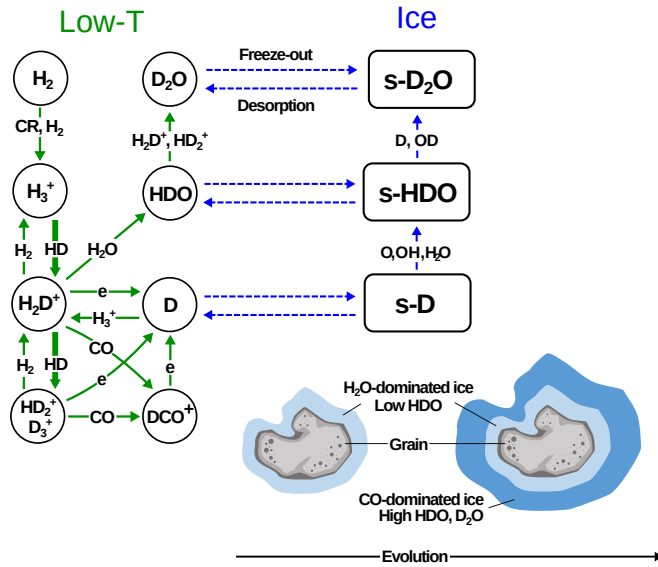 Low-T
Ice
H₂
D₂O
Freeze-out
Desorption
s-D₂O
CR, H₂
H₂D⁺, HD₂⁺
D, OD
H₃⁺
HDO
s-HDO
H₂
HD
H₂O
O,OH,H₂O
H₂D⁺
e
D
s-D
H₃⁺
H₂
HD
CO
e
e
HD₂⁺
D₃⁺
CO
DCO⁺
H₂O-dominated ice
Low HDO
Grain
CO-dominated ice
High HDO, D₂O
Evolution